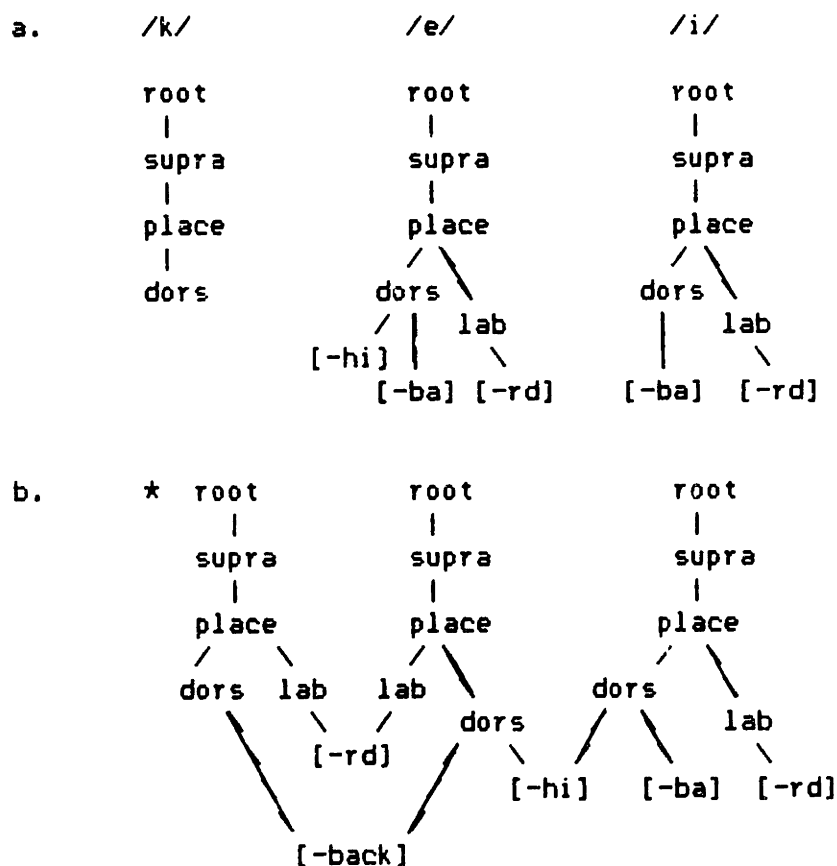 a. /k/ /e/ /i/
root root root
supra supra supra
place place place
dors dors dors
lab lab
[-hi]
[-ba] [-rd] [-ba] [-rd]
b. * root root root
supra supra supra
place place place
dors lab lab dors
dors lab
[-rd]
[-hi] [-ba] [-rd]
[-back]